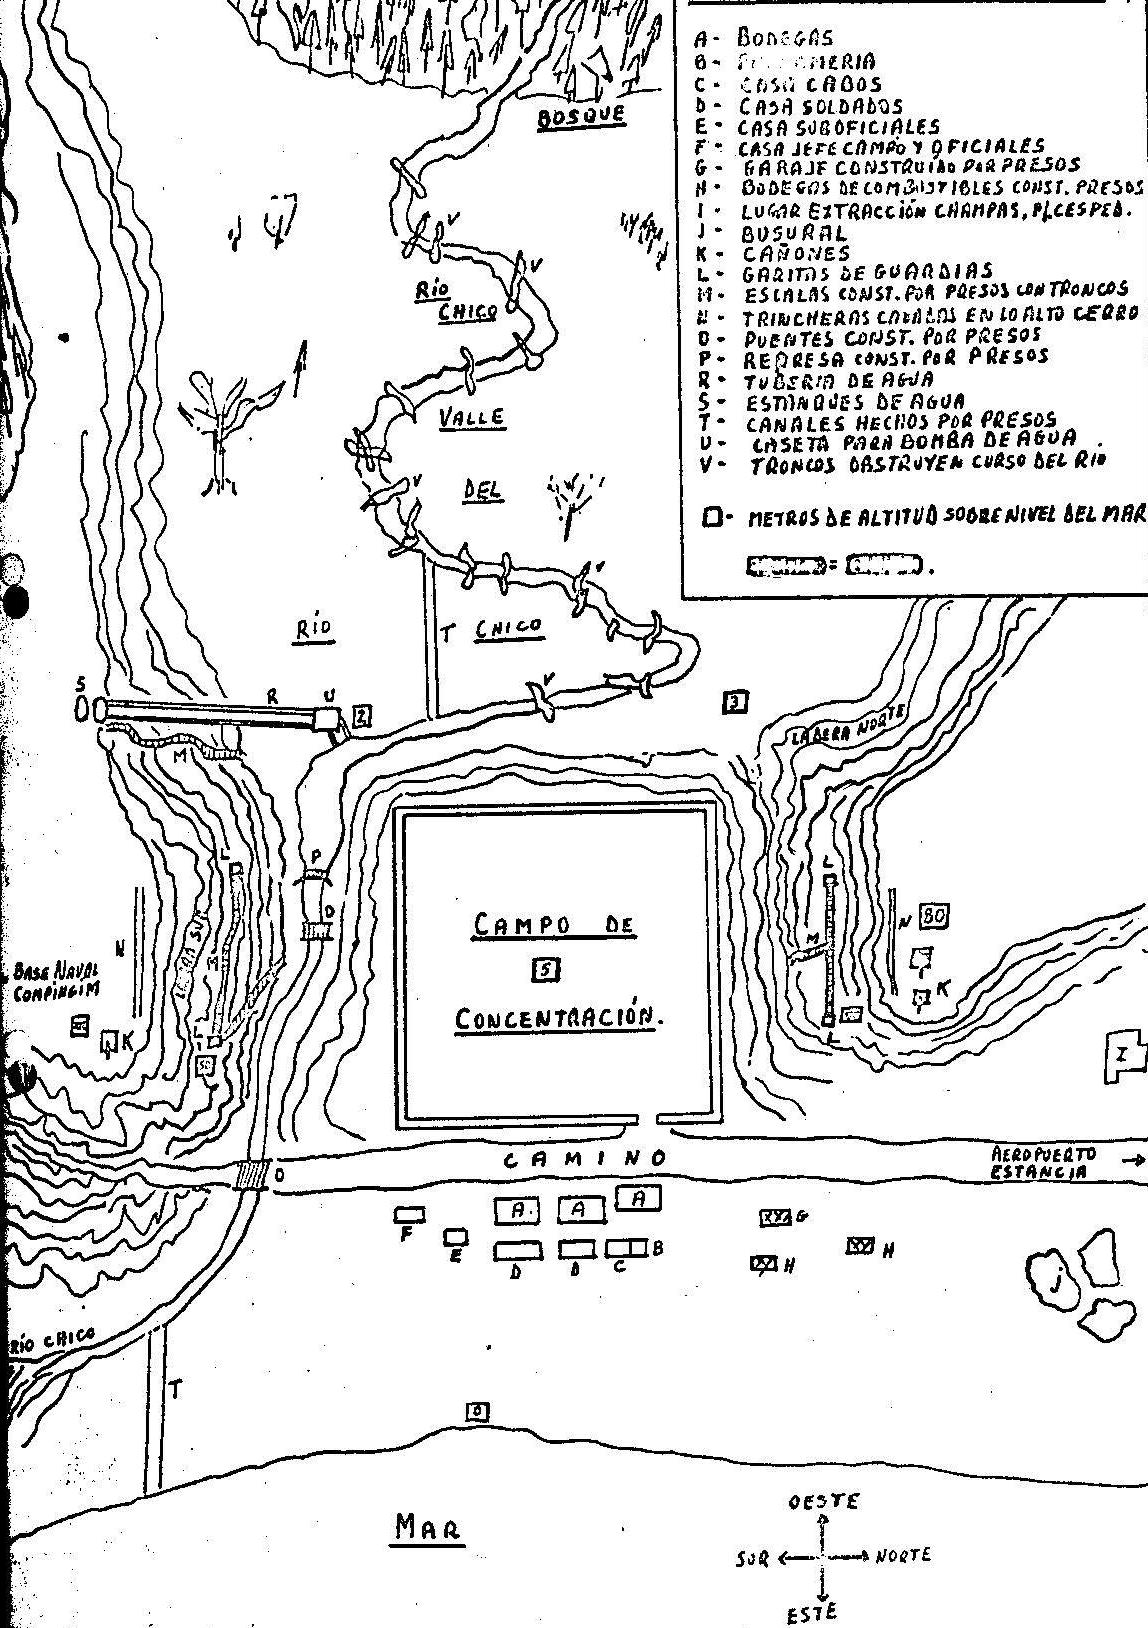 A- BODEGAS
B-
C- CASA CABOS
D- CASA SOLDADOS
E- CASA SUBOFICIALES
F- CASA JEFE CAMPO Y OFICIALES
G- GARAJE CONSTRUIDO POR PRESOS
H- BODEGAS DE COMBUSTIBLES CONST. PRESOS
I- LUGAR EXTRACCIÓN CHAMPAS, P/CESPED.
J- BUSURAL
K- CAÑONES
L- GARITAS DE GUARDIAS
M- ESCALAS CONST. POR PRESOS CON TRONCOS
N- TRINCHERAS CAVADAS EN LO ALTO CERRO
O- PUENTES CONST. POR PRESOS
P- REPRESA CONST. POR PRESOS
R- TUBERIA DE AGUA
S- ESTANQUES DE AGUA
T- CANALES HECHOS POR PRESOS
U- CASETA PARA BOMBA DE AGUA.
V- TRONCOS OBSTRUYEN CURSO DEL RIO
METROS DE ALTITUD SOBRE NIVEL DEL MAR
BOSQUE
V
V
RÍO
CHICO
VALLE
V
DEL
V
RÍO
T
CHICO
V
S
R
U
2
3
LADERA NORTE
M
L
P
L
O
N
80
CAMPO DE
5
CONCENTRACIÓN.
M
N
M
BASE NAVAL
COMPINGIM
K
K
L
L
I
CAMINO
AEROPUERTO
ESTANCIA
O
F
E
A
A
A
D
D
C
B
G
H
H
J
RÍO CHICO
T
0
MAR
OESTE
SUR
NORTE
ESTE